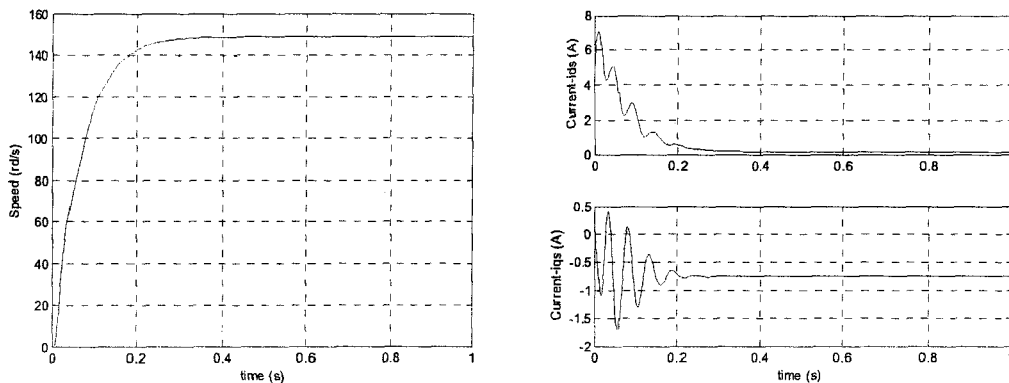 160
140
120
100
80
60
40
20
0
Speed (rd/s)
0 0.2 0.4 0.6 0.8 1
time (s)
8
6
4
2
0
Current-ids (A)
0 0.2 0.4 0.6 0.8
0.5
0
-0.5
-1
-1.5
-2
Current-iqs (A)
0 0.2 0.4 0.6 0.8
time (s)